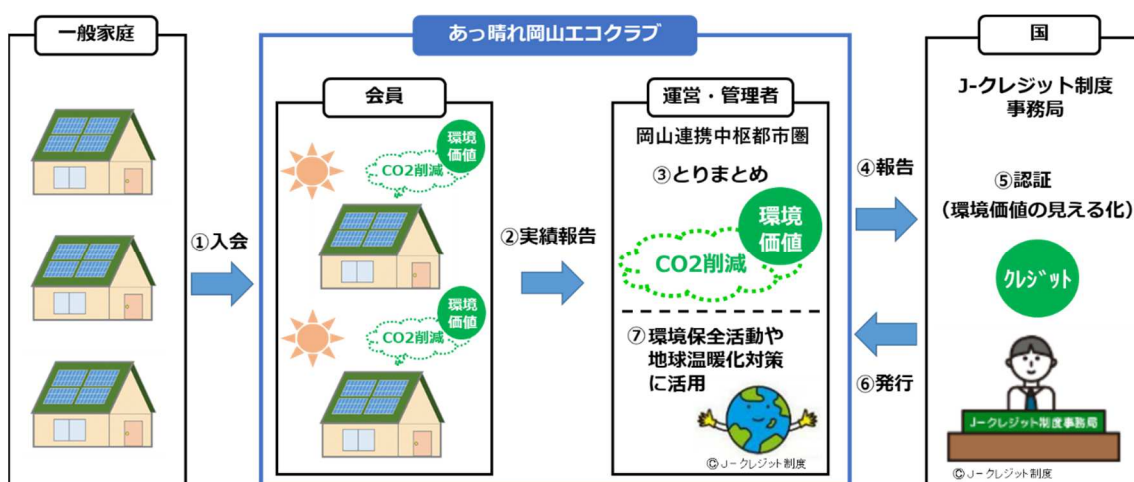 一般家庭
①入会
あっ晴れ岡山エコクラブ
会員
環境
価値
CO2削減
環境
価値
CO2削減
②実績報告
運営・管理者
岡山連携中枢都市圏
③とりまとめ
環境
価値
CO2削減
⑦環境保全活動や
地球温暖化対策
に活用
©J-クレジット制度
④報告
⑥発行
国
J-クレジット制度
事務局
⑤認証
（環境価値の見える化）
クレジット
J-クレジット制度事務局
©J-クレジット制度